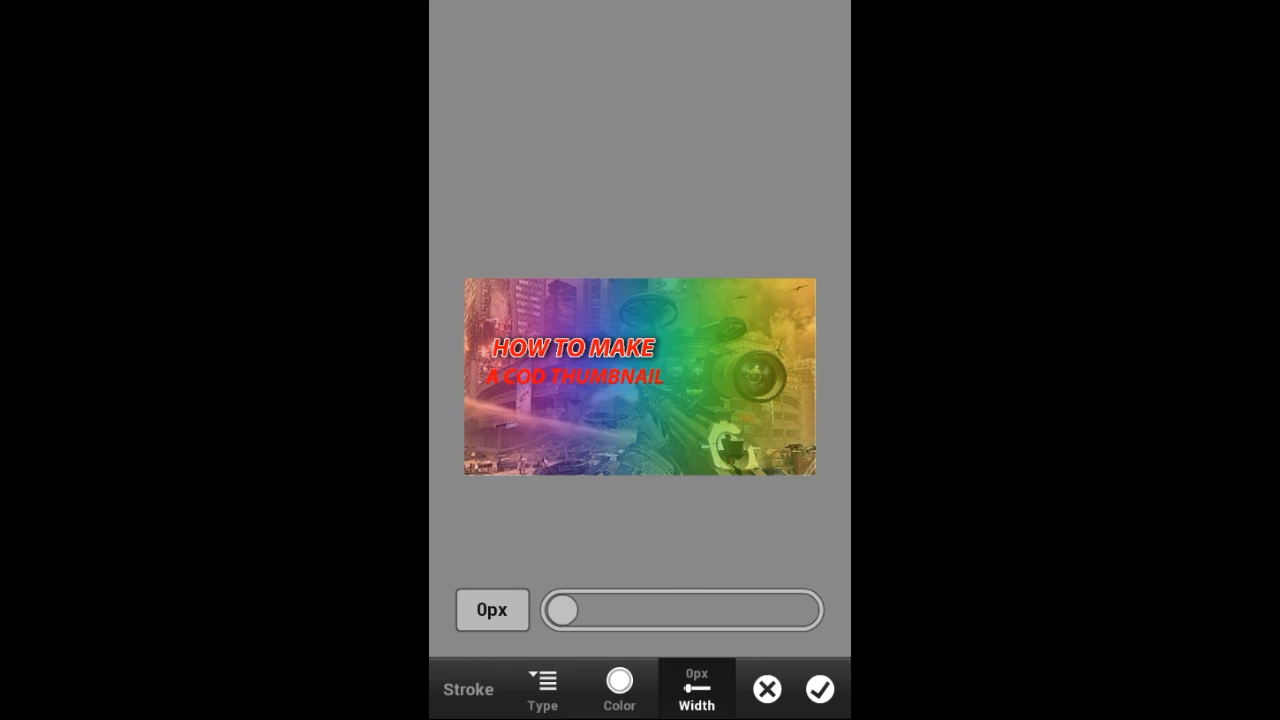 HOW TO MAKE
A COD THUMBNAIL
0px
0px
Stroke
Type
Color
Width